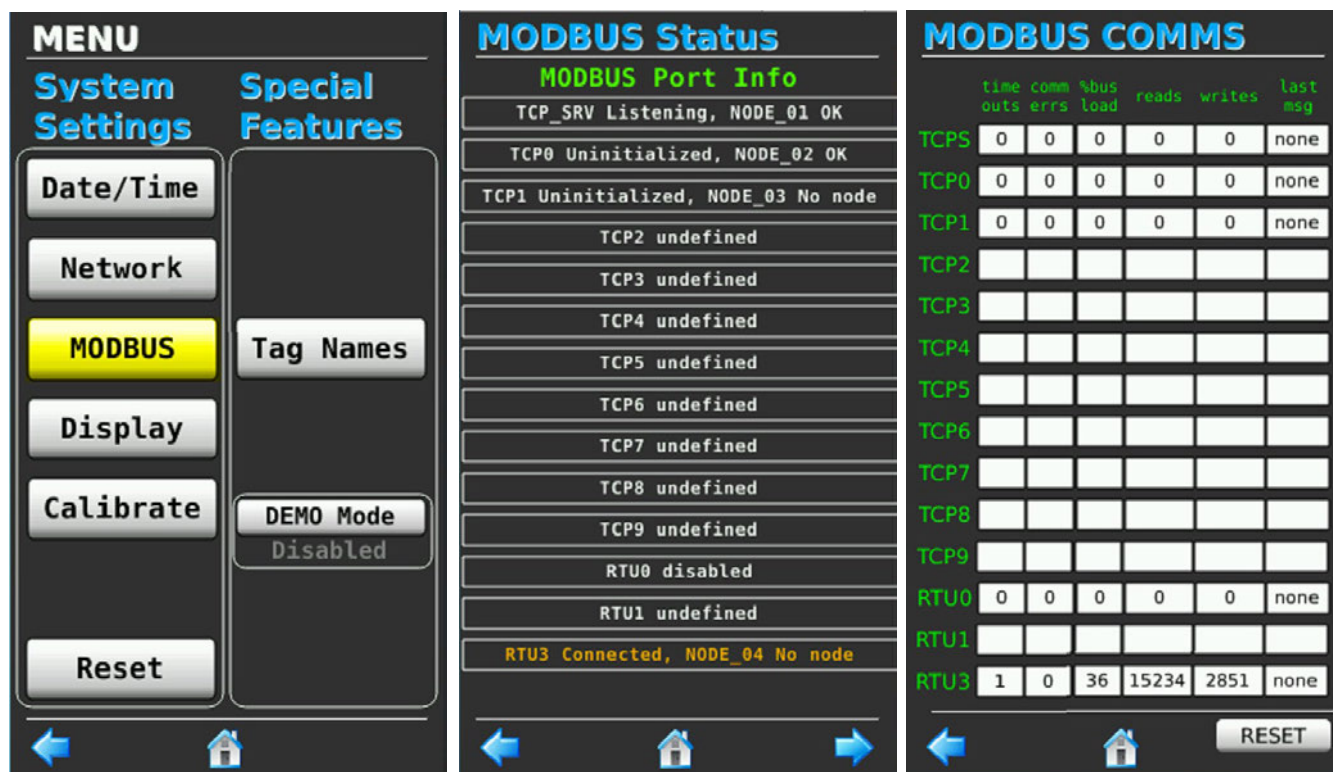 MENU
System Settings
Special Features
Date/Time
Network
MODBUS
Display
Calibrate
Reset
Tag Names
DEMO Mode
Disabled
MODBUS Status
MODBUS Port Info
TCP_SRV Listening, NODE_01 OK
TCP0 Uninitialized, NODE_02 OK
TCP1 Uninitialized, NODE_03 No node
TCP2 undefined
TCP3 undefined
TCP4 undefined
TCP5 undefined
TCP6 undefined
TCP7 undefined
TCP8 undefined
TCP9 undefined
RTU0 disabled
RTU1 undefined
RTU3 Connected, NODE_04 No node
MODBUS COMMS
time outs comm errs %bus load reads writes last msg
TCPS 0 0 0 0 0 none
TCP0 0 0 0 0 0 none
TCP1 0 0 0 0 0 none
TCP2
TCP3
TCP4
TCP5
TCP6
TCP7
TCP8
TCP9
RTU0 0 0 0 0 0 none
RTU1
RTU3 1 0 36 15234 2851 none
RESET